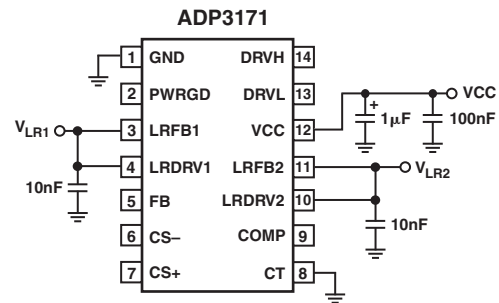 ADP3171
1 GND DRVH 14
2 PWRGD DRVL 13
3 LRFB1 VCC 12
4 LRDRV1 LRFB2 11
5 FB LRDRV2 10
6 CS– COMP 9
7 CS+ CT 8
VLR1
10nF
+
1μF
VCC
100nF
VLR2
10nF